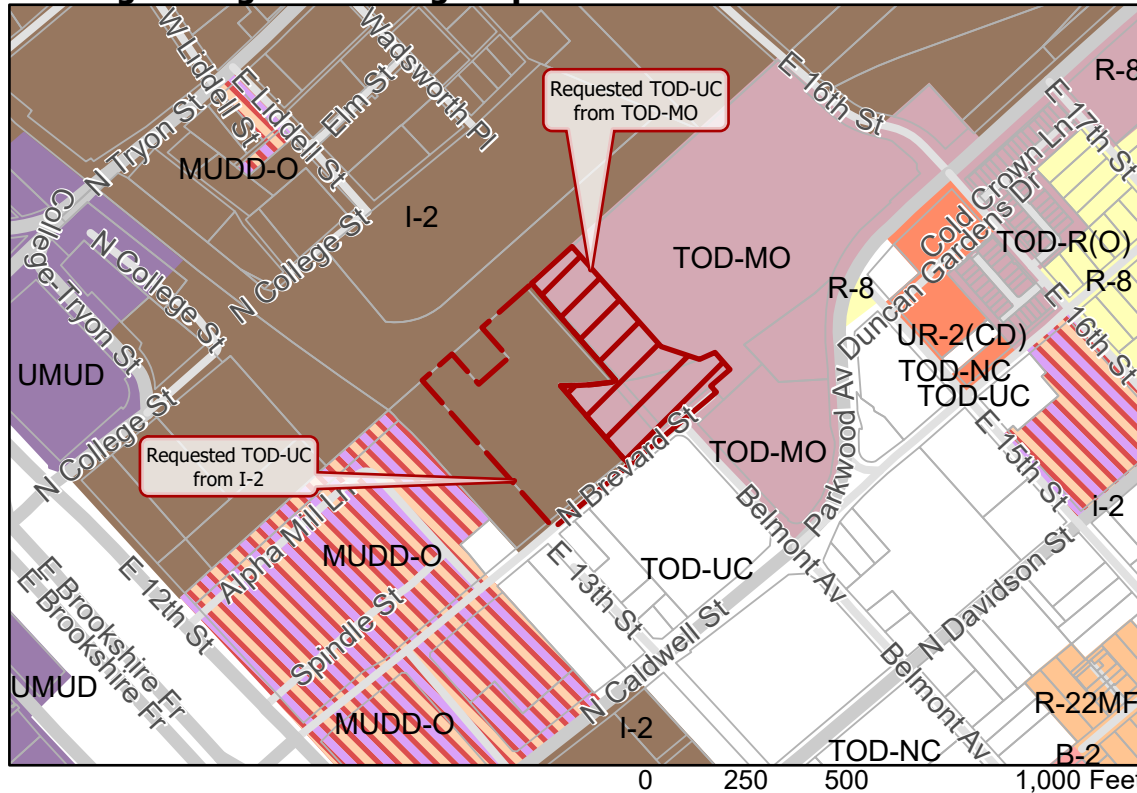 W Liddell St
E Liddell St
Elm St
Wadsworth Pl
Requested TOD-UC
from TOD-MO
E 16th St
R-8
E 17th St
N Tryon St
MUDD-O
I-2
Cold Crown Ln
TOD-R(O)
College-Tryon St
N College St
N College St
TOD-MO
R-8
R-8
Duncan Gardens Dr
E 16th St
UR-2(CD)
TOD-NC
TOD-UC
UMUD
N College St
Requested TOD-UC
from I-2
N Brevard St
TOD-MO
Parkwood Av
E 15th St
I-2
Alpha Mill Ln
MUDD-O
E 12th St
E 13th St
TOD-UC
Belmont Av
N Davidson St
Spindle St
E Brookshire Fr
E Brookshire Fr
UMUD
N Caldwell St
MUDD-O
I-2
Belmont Av
R-22MF
TOD-NC
B-2
0 250 500 1,000 Feet